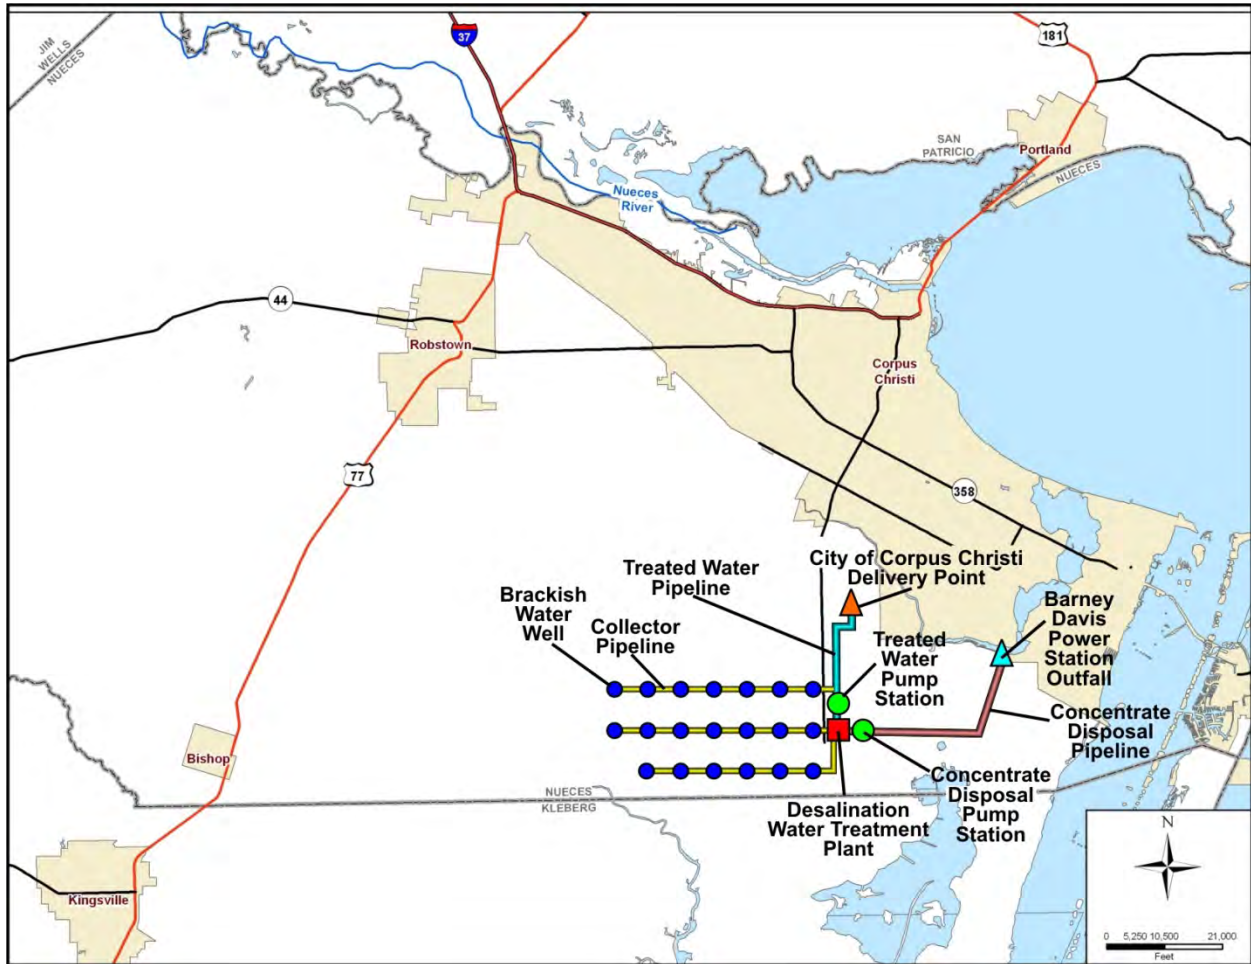 37
181
JIM
WELLS
NUECES
SAN
PATRICIO
Portland
NUECES
Nueces
River
44
Robstown
Corpus
Christi
77
358
City of Corpus Christi
Delivery Point
Treated Water
Pipeline
Brackish
Water
Well
Collector
Pipeline
Treated
Water
Pump
Station
Barney
Davis
Power
Station
Outfall
Concentrate
Disposal
Pipeline
Bishop
NUECES
KLEBERG
Desalination
Water Treatment
Plant
Concentrate
Disposal
Pump
Station
Kingsville
N
0 5,250 10,500 21,000
Feet